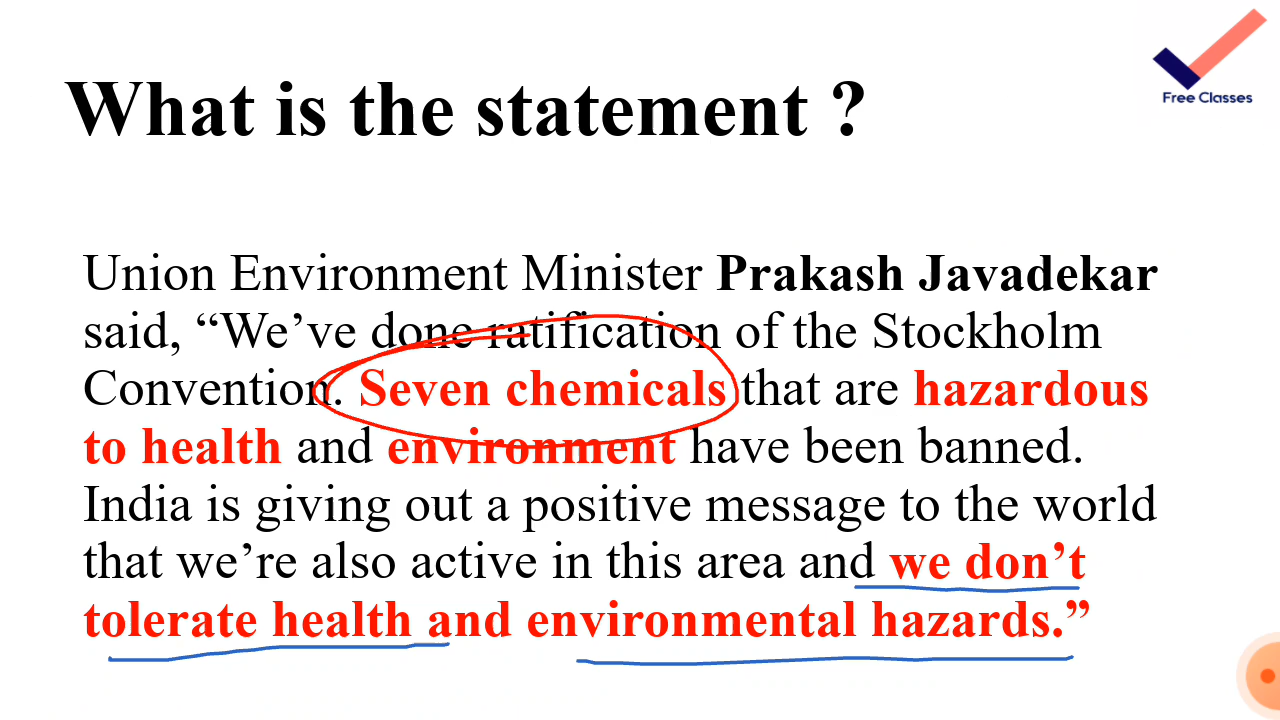 Free Classes
What is the statement ?
Union Environment Minister Prakash Javadekar
said, “We’ve done ratification of the Stockholm
Convention. Seven chemicals that are hazardous
to health and environment have been banned.
India is giving out a positive message to the world
that we’re also active in this area and we don’t
tolerate health and environmental hazards.”